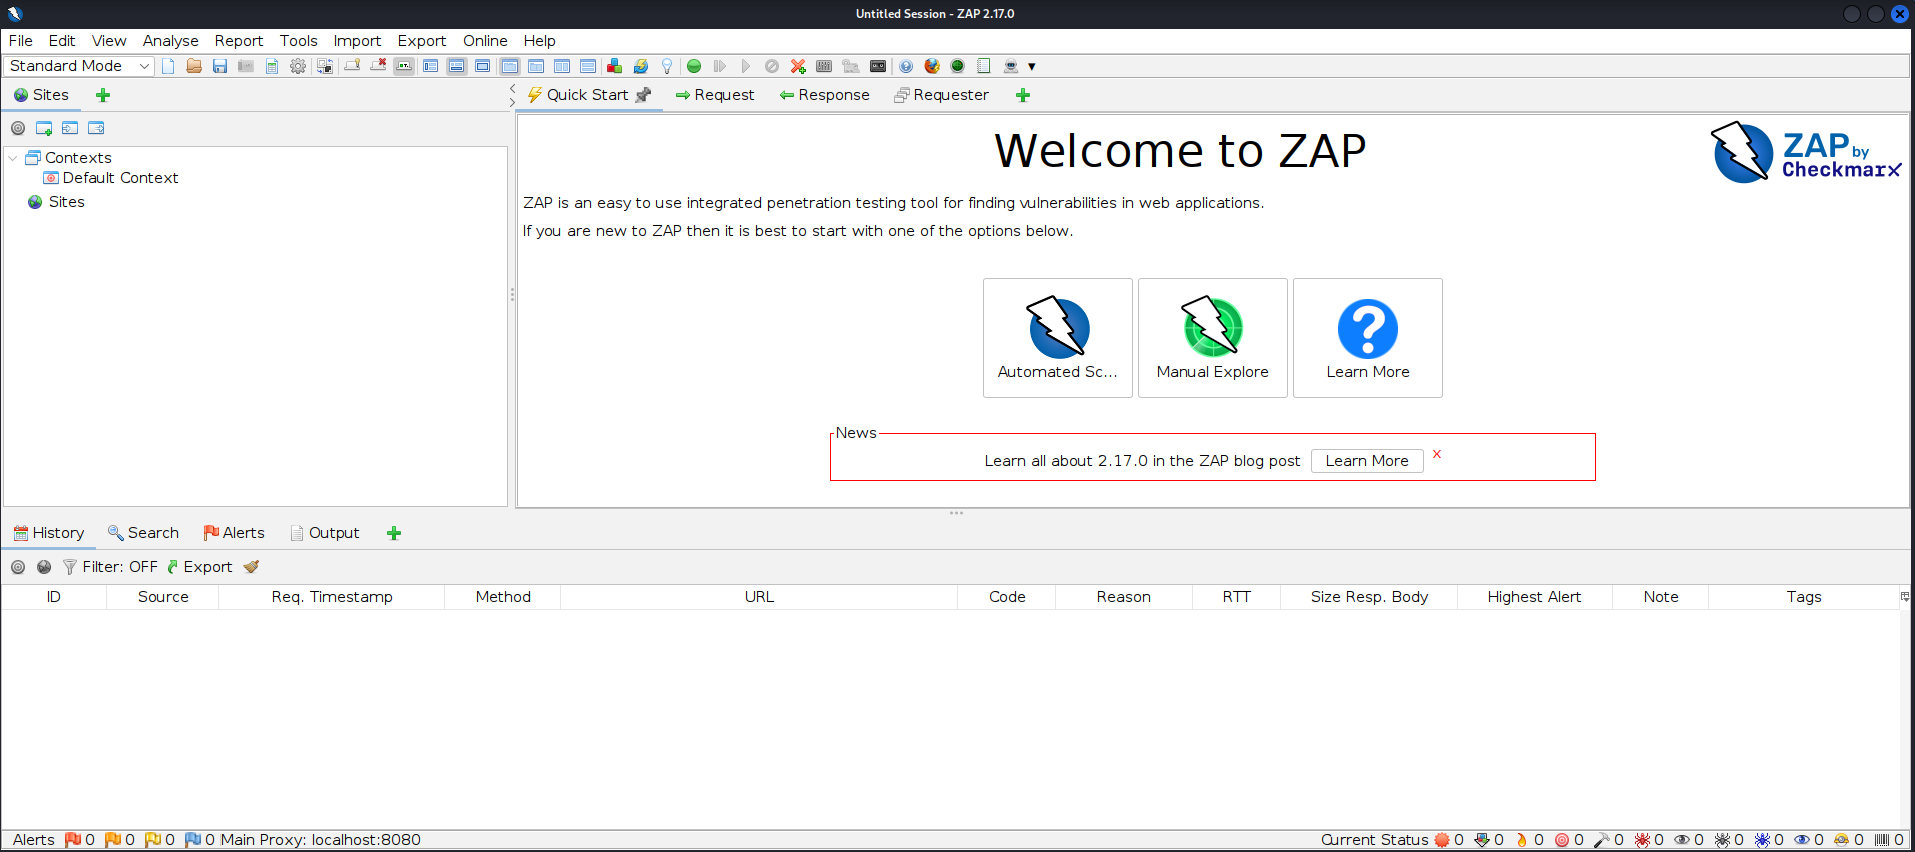 Untitled Session - ZAP 2.17.0
File Edit View Analyse Report Tools Import Export Online Help
Standard Mode
Sites
Quick Start Request Response Requester
Contexts
Default Context
Sites
Welcome to ZAP
ZAP by
Checkmarx
ZAP is an easy to use integrated penetration testing tool for finding vulnerabilities in web applications.
If you are new to ZAP then it is best to start with one of the options below.
Automated Sc... Manual Explore Learn More
News
Learn all about 2.17.0 in the ZAP blog post Learn More x
History Search Alerts Output
Filter: OFF Export
ID Source Req. Timestamp Method URL Code Reason RTT Size Resp. Body Highest Alert Note Tags
Alerts 0 0 0 0 Main Proxy: localhost:8080 Current Status 0 0 0 0 0 0 0 0 0 0 0 0